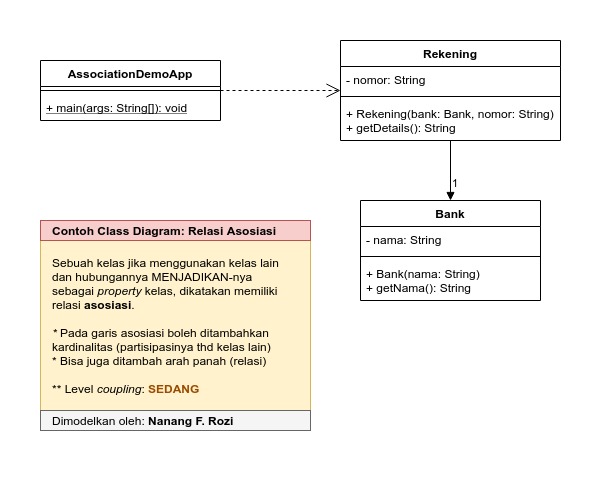 AssociationDemoApp
+ main(args: String[]): void
Rekening
- nomor: String
+ Rekening(bank: Bank, nomor: String)
+ getDetails(): String
1
Bank
- nama: String
+ Bank(nama: String)
+ getNama(): String
Contoh Class Diagram: Relasi Asosiasi
Sebuah kelas jika menggunakan kelas lain
dan hubungannya MENJADIKAN-nya
sebagai property kelas, dikatakan memiliki
relasi asosiasi.
* Pada garis asosiasi boleh ditambahkan
kardinalitas (partisipasinya thd kelas lain)
* Bisa juga ditambah arah panah (relasi)
** Level coupling: SEDANG
Dimodelkan oleh: Nanang F. Rozi